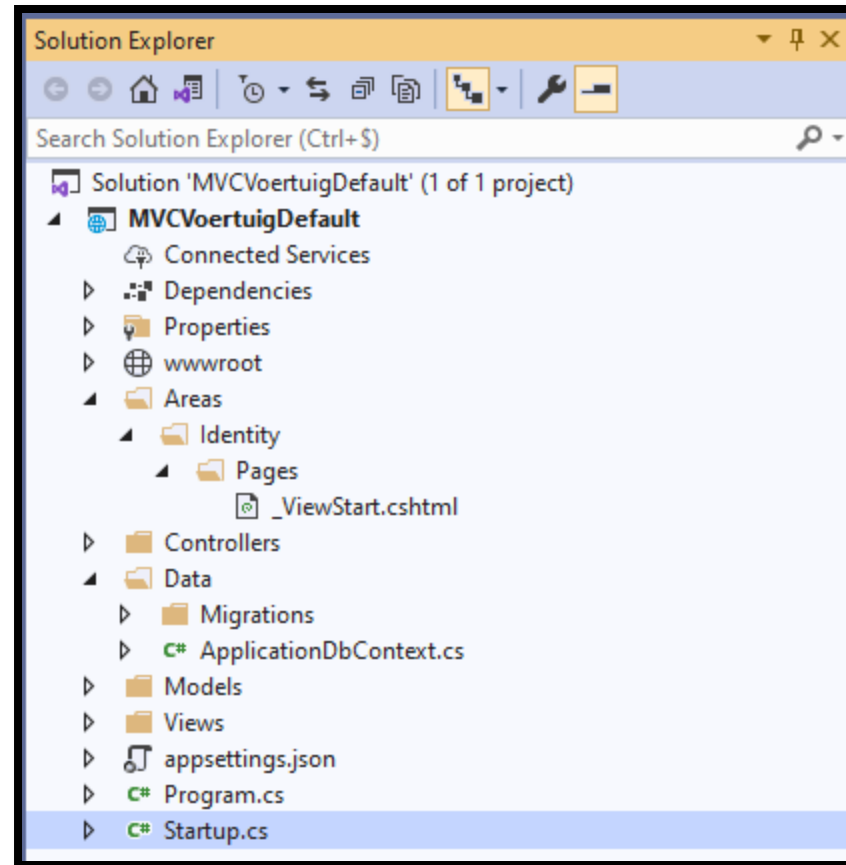 Solution Explorer
Search Solution Explorer (Ctrl+$)
Solution 'MVCVoertuigDefault' (1 of 1 project)
MVCVoertuigDefault
Connected Services
Dependencies
Properties
wwwroot
Areas
Identity
Pages
_ViewStart.cshtml
Controllers
Data
Migrations
C# ApplicationDbContext.cs
Models
Views
appsettings.json
C# Program.cs
C# Startup.cs